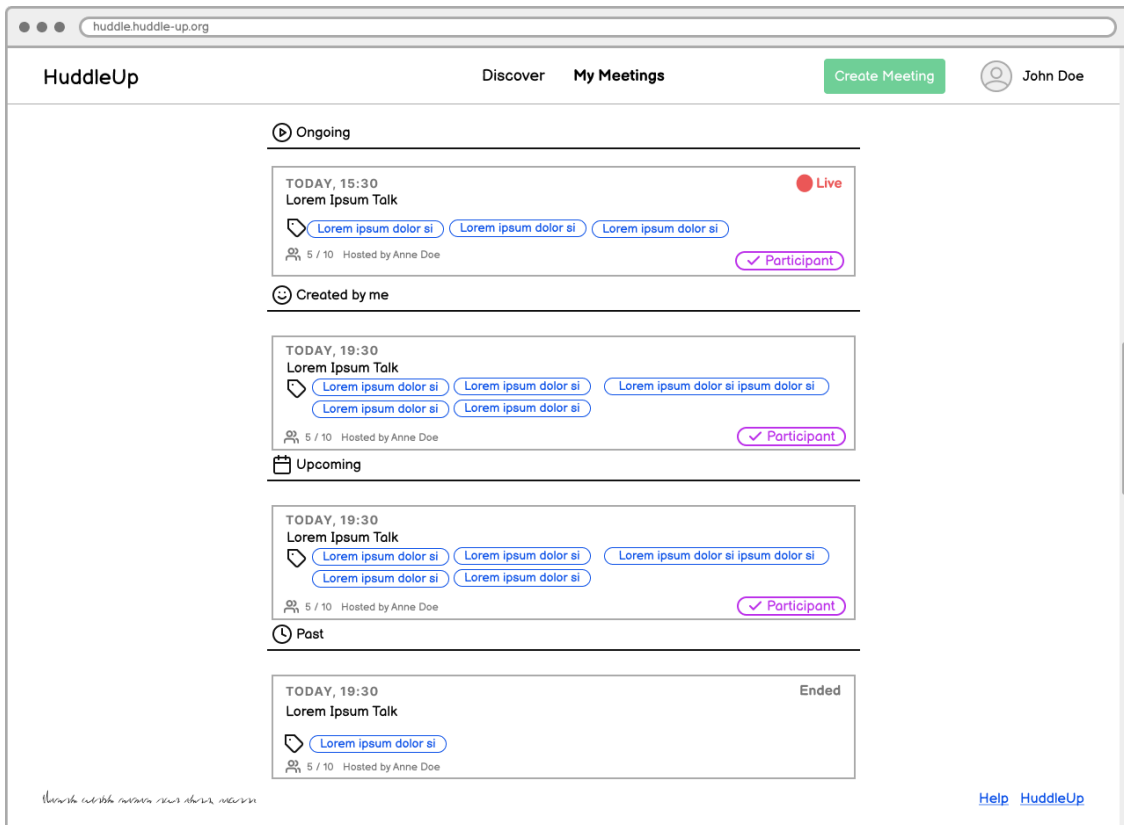 huddle.huddle-up.org
HuddleUp Discover My Meetings Create Meeting John Doe
Ongoing
TODAY, 15:30 Live
Lorem Ipsum Talk
Lorem ipsum dolor si Lorem ipsum dolor si Lorem ipsum dolor si
5 / 10 Hosted by Anne Doe
Participant
Created by me
TODAY, 19:30
Lorem Ipsum Talk
Lorem ipsum dolor si Lorem ipsum dolor si Lorem ipsum dolor si ipsum dolor si
Lorem ipsum dolor si Lorem ipsum dolor si
5 / 10 Hosted by Anne Doe Participant
Upcoming
TODAY, 19:30
Lorem Ipsum Talk
Lorem ipsum dolor si Lorem ipsum dolor si Lorem ipsum dolor si ipsum dolor si
Lorem ipsum dolor si Lorem ipsum dolor si
5 / 10 Hosted by Anne Doe Participant
Past
TODAY, 19:30 Ended
Lorem Ipsum Talk
Lorem ipsum dolor si
5 / 10 Hosted by Anne Doe
Help HuddleUp